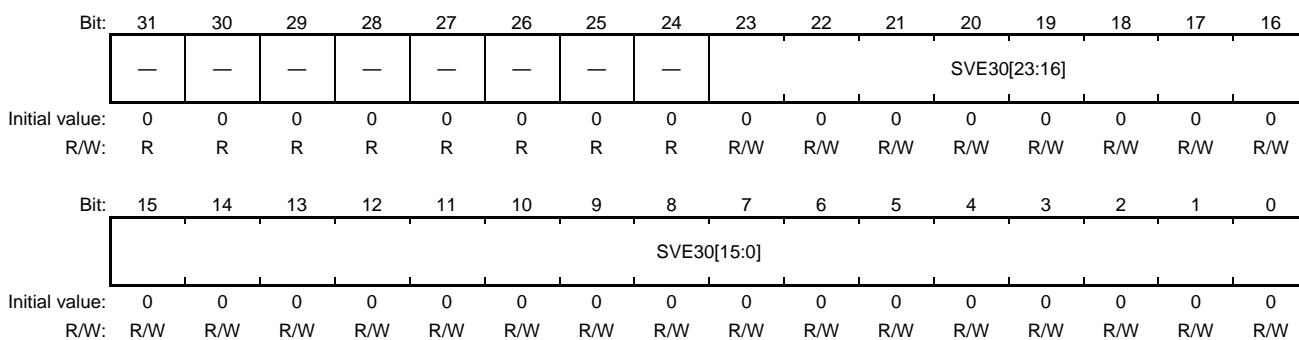 Bit: 31 30 29 28 27 26 25 24 23 22 21 20 19 18 17 16
— — — — — — — — SVE30[23:16]
Initial value: 0 0 0 0 0 0 0 0 0 0 0 0 0 0 0 0
R/W: R R R R R R R R R/W R/W R/W R/W R/W R/W R/W R/W
Bit: 15 14 13 12 11 10 9 8 7 6 5 4 3 2 1 0
SVE30[15:0]
Initial value: 0 0 0 0 0 0 0 0 0 0 0 0 0 0 0 0
R/W: R/W R/W R/W R/W R/W R/W R/W R/W R/W R/W R/W R/W R/W R/W R/W R/W